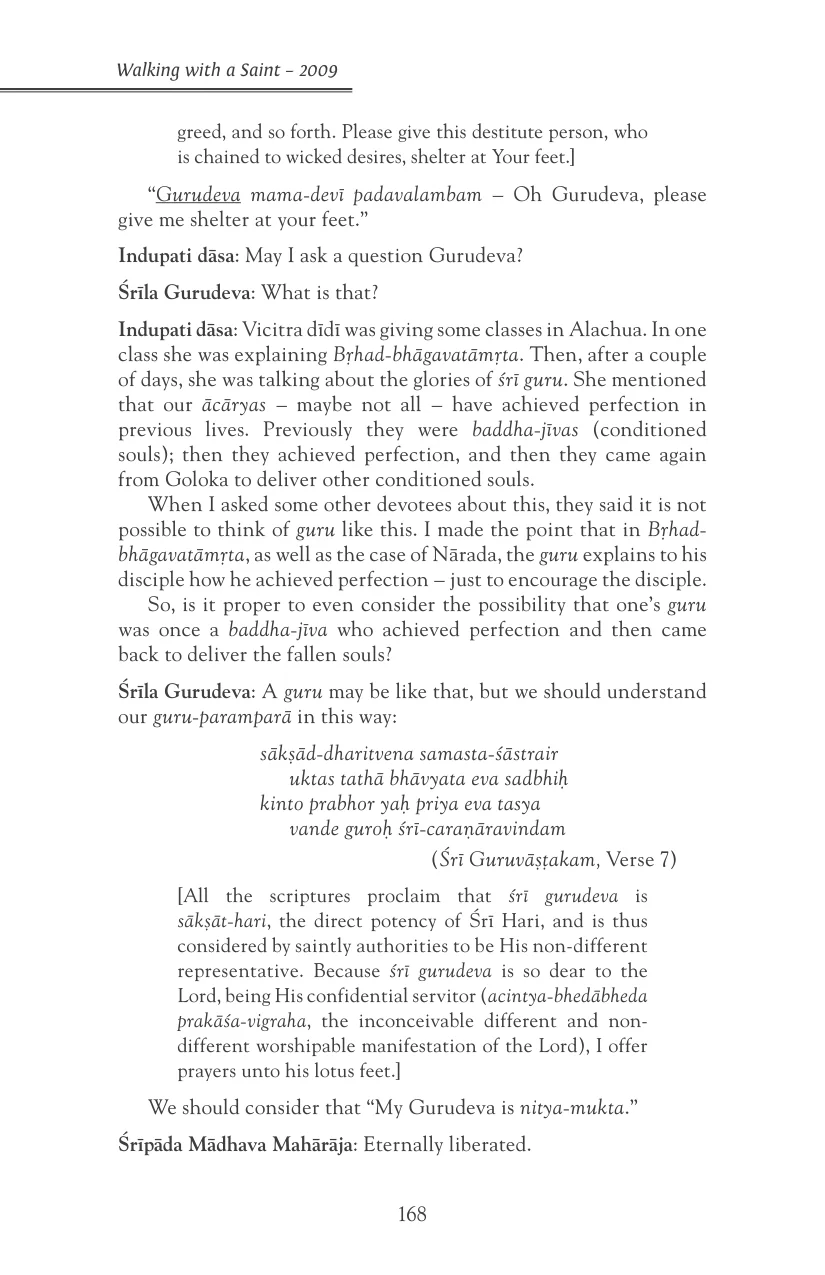 Walking with a Saint – 2009
greed, and so forth. Please give this destitute person, who
is chained to wicked desires, shelter at Your feet.]
“Gurudeva mama-devī padavalambam – Oh Gurudeva, please
give me shelter at your feet.”
Indupati dāsa: May I ask a question Gurudeva?
Śrīla Gurudeva: What is that?
Indupati dāsa: Vicitra dīdī was giving some classes in Alachua. In one
class she was explaining Bṛhad-bhāgavatāmṛta. Then, after a couple
of days, she was talking about the glories of śrī guru. She mentioned
that our ācāryas – maybe not all – have achieved perfection in
previous lives. Previously they were baddha-jīvas (conditioned
souls); then they achieved perfection, and then they came again
from Goloka to deliver other conditioned souls.
When I asked some other devotees about this, they said it is not
possible to think of guru like this. I made the point that in Bṛhad-
bhāgavatāmṛta, as well as the case of Nārada, the guru explains to his
disciple how he achieved perfection – just to encourage the disciple.
So, is it proper to even consider the possibility that one’s guru
was once a baddha-jīva who achieved perfection and then came
back to deliver the fallen souls?
Śrīla Gurudeva: A guru may be like that, but we should understand
our guru-paramparā in this way:
sākṣād-dharitvena samasta-śāstrair
uktas tathā bhāvyata eva sadbhiḥ
kinto prabhor yaḥ priya eva tasya
vande guroḥ śrī-caraṇāravindam
(Śrī Guruvāṣṭakam, Verse 7)
[All the scriptures proclaim that śrī gurudeva is
sākṣāt-hari, the direct potency of Śrī Hari, and is thus
considered by saintly authorities to be His non-different
representative. Because śrī gurudeva is so dear to the
Lord, being His confidential servitor (acintya-bhedābheda
prakāśa-vigraha, the inconceivable different and non-
different worshipable manifestation of the Lord), I offer
prayers unto his lotus feet.]
We should consider that “My Gurudeva is nitya-mukta.”
Śrīpāda Mādhava Mahārāja: Eternally liberated.
168